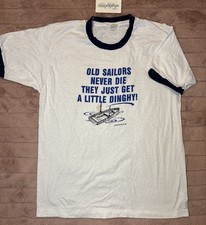 OLD SAILORS
NEVER DIE
THEY JUST GET
A LITTLE DINGHY!